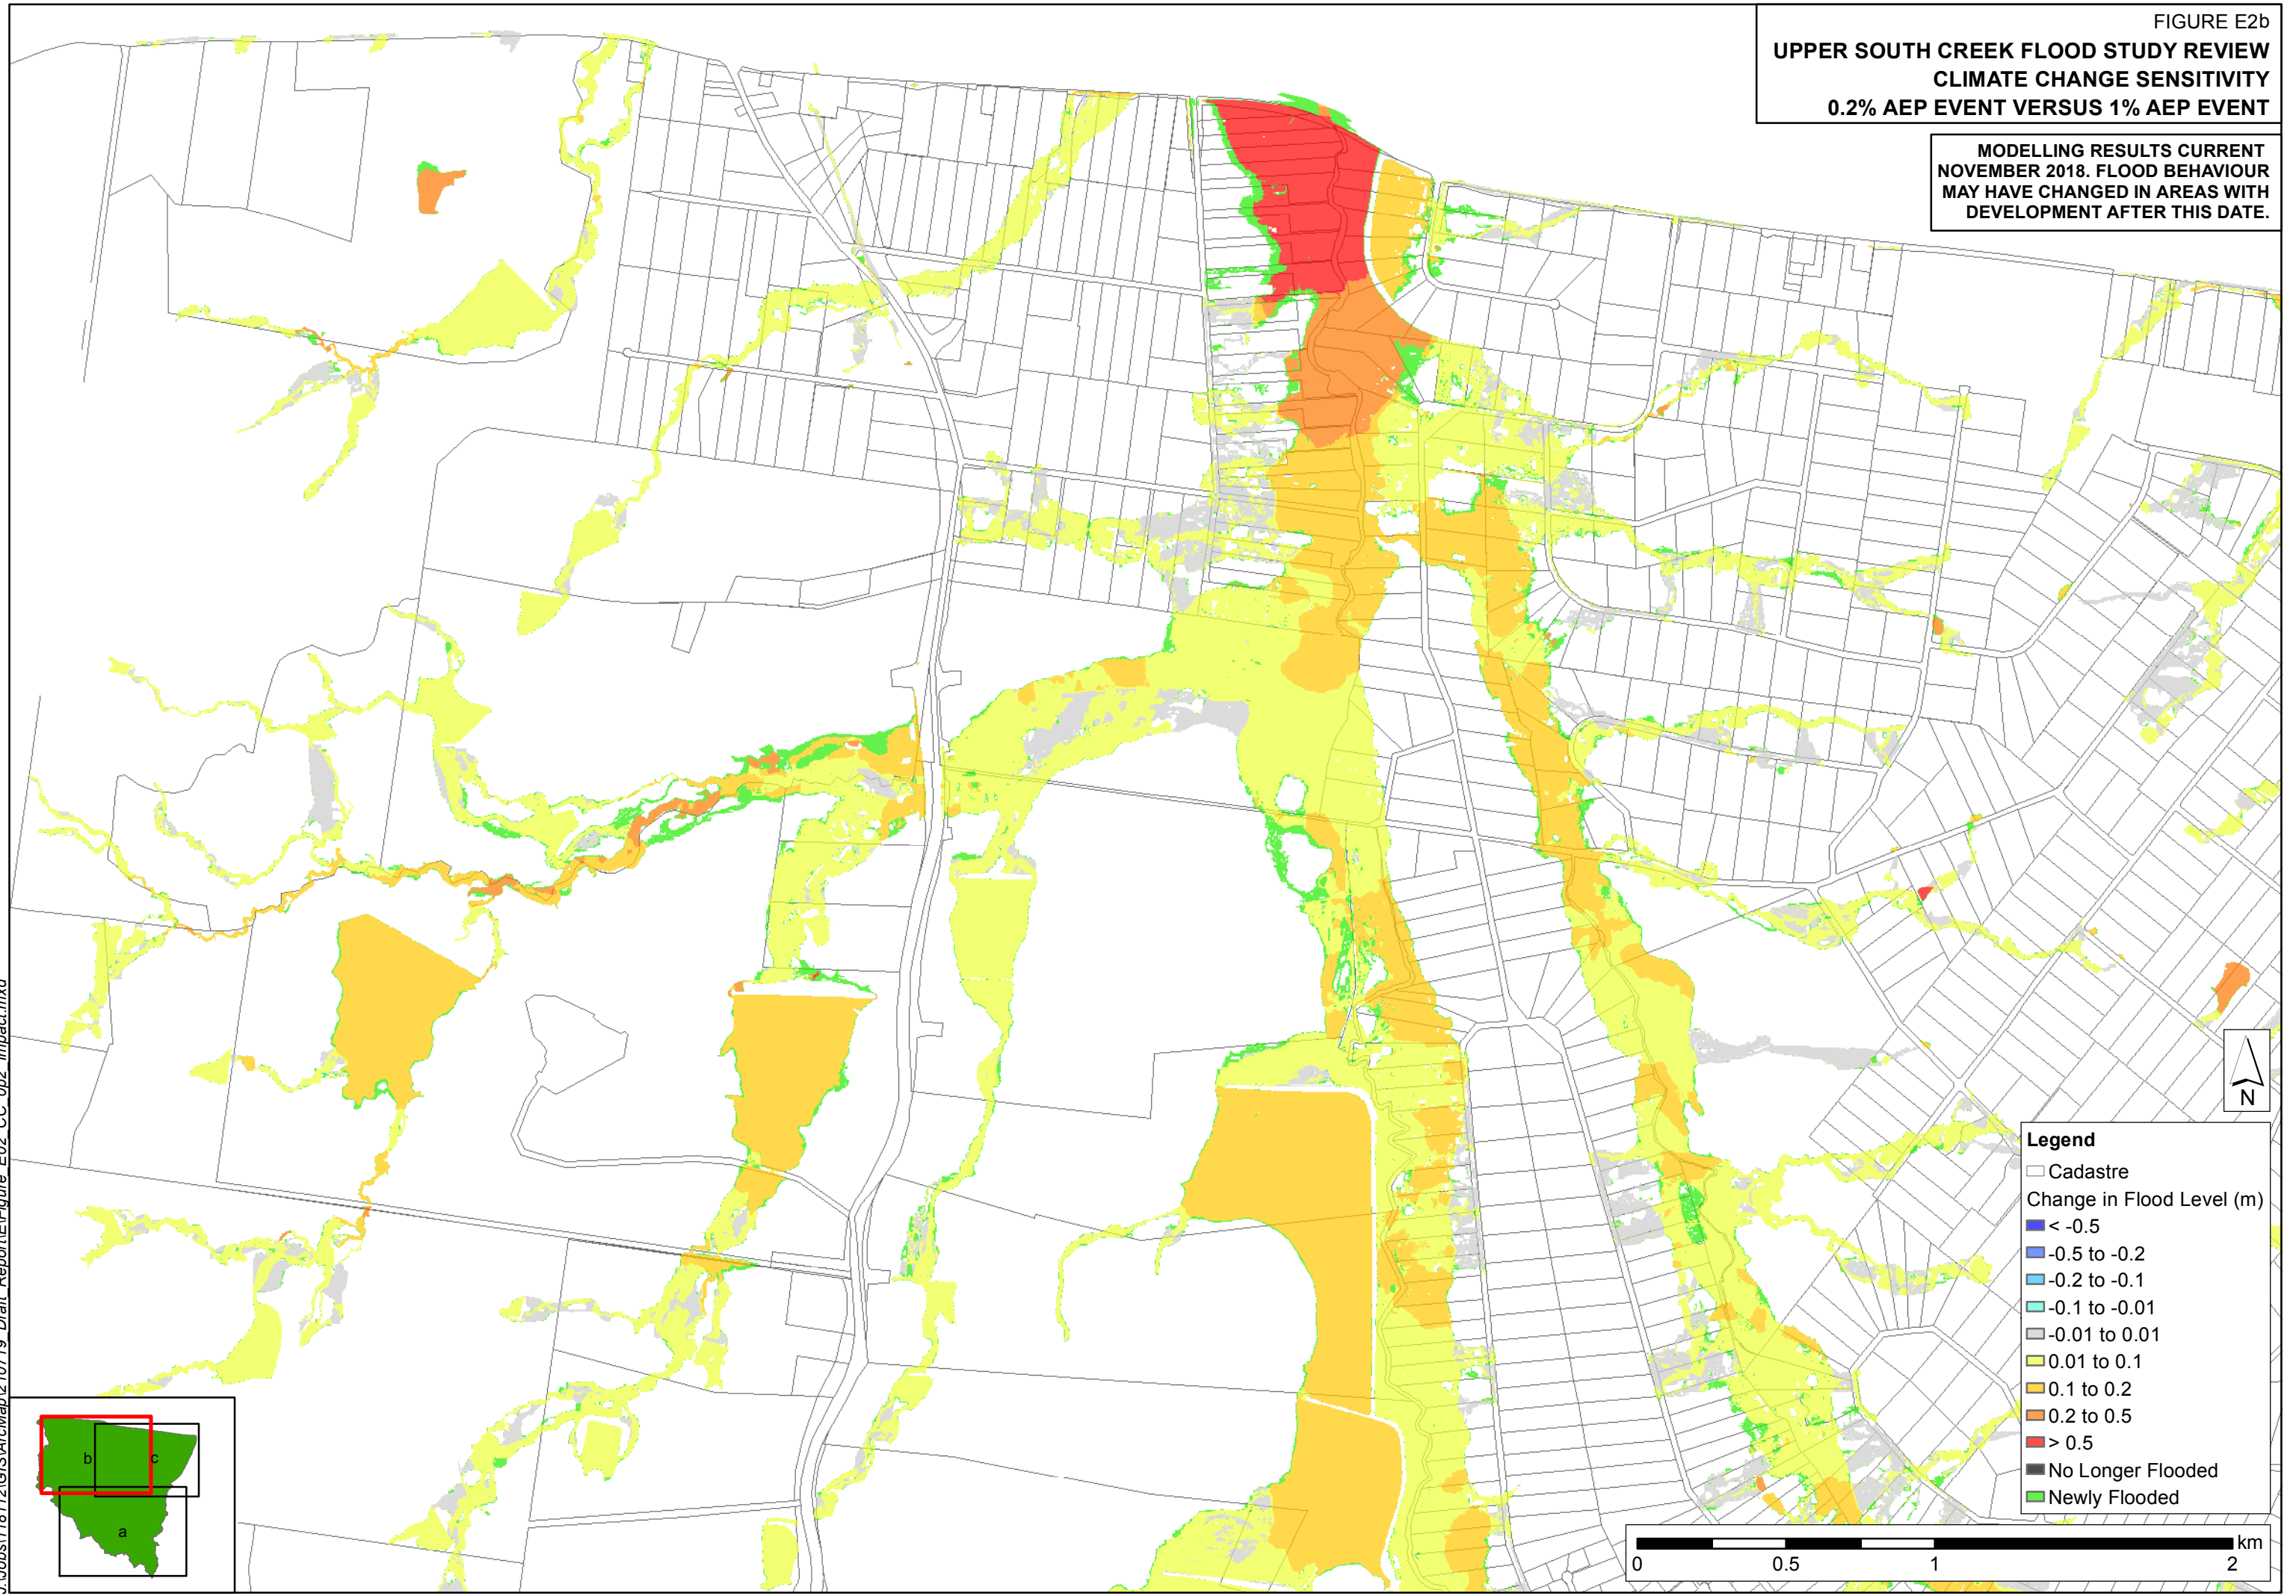 FIGURE E2b
UPPER SOUTH CREEK FLOOD STUDY REVIEW
CLIMATE CHANGE SENSITIVITY
0.2% AEP EVENT VERSUS 1% AEP EVENT
MODELLING RESULTS CURRENT
NOVEMBER 2018. FLOOD BEHAVIOUR
MAY HAVE CHANGED IN AREAS WITH
DEVELOPMENT AFTER THIS DATE.
N
Legend
Cadastre
Change in Flood Level (m)
< -0.5
-0.5 to -0.2
-0.2 to -0.1
-0.1 to -0.01
-0.01 to 0.01
0.01 to 0.1
0.1 to 0.2
0.2 to 0.5
> 0.5
No Longer Flooded
Newly Flooded
km
0 0.5 1 2
b c
a